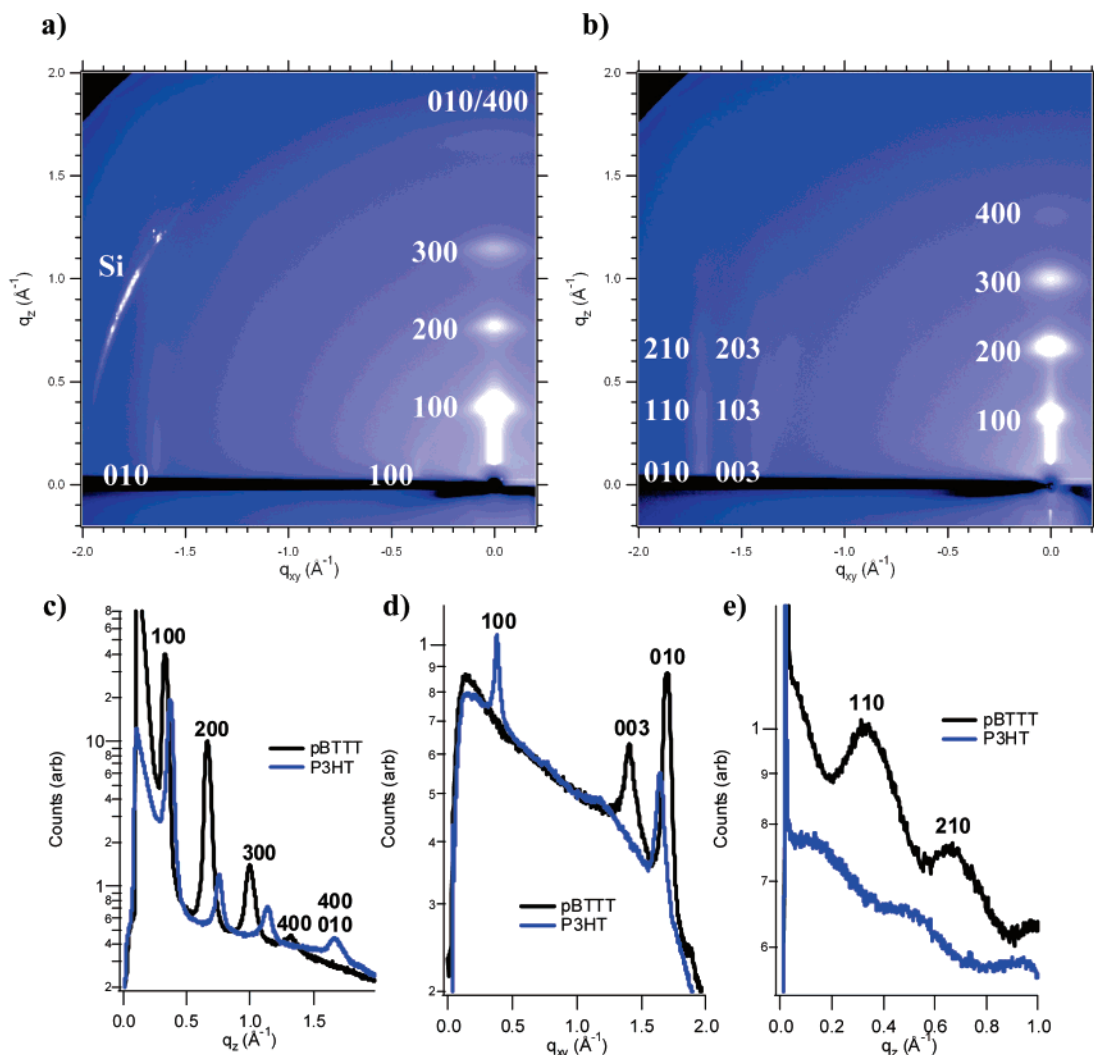 a)
b)
2.0
1.5
1.0
0.5
0.0
q_z (Å⁻¹)
-2.0 -1.5 -1.0 -0.5 0.0
q_xy (Å⁻¹)
010/400
Si
300
200
100
010
100
2.0
1.5
1.0
0.5
0.0
q_z (Å⁻¹)
-2.0 -1.5 -1.0 -0.5 0.0
q_xy (Å⁻¹)
400
300
210 203
200
110 103
100
010 003
c)
8
6
4
2
10
8
6
4
2
1
8
6
4
2
Counts (arb)
100
200
pBTTT
P3HT
300
400
400
010
0.0 0.5 1.0 1.5
q_z (Å⁻¹)
d)
1
9
8
7
6
5
4
3
2
Counts (arb)
100
010
003
pBTTT
P3HT
0.0 0.5 1.0 1.5 2.0
q_xy (Å⁻¹)
e)
1
9
8
7
6
Counts (arb)
pBTTT
P3HT
110
210
0.0 0.2 0.4 0.6 0.8 1.0
q_z (Å⁻¹)